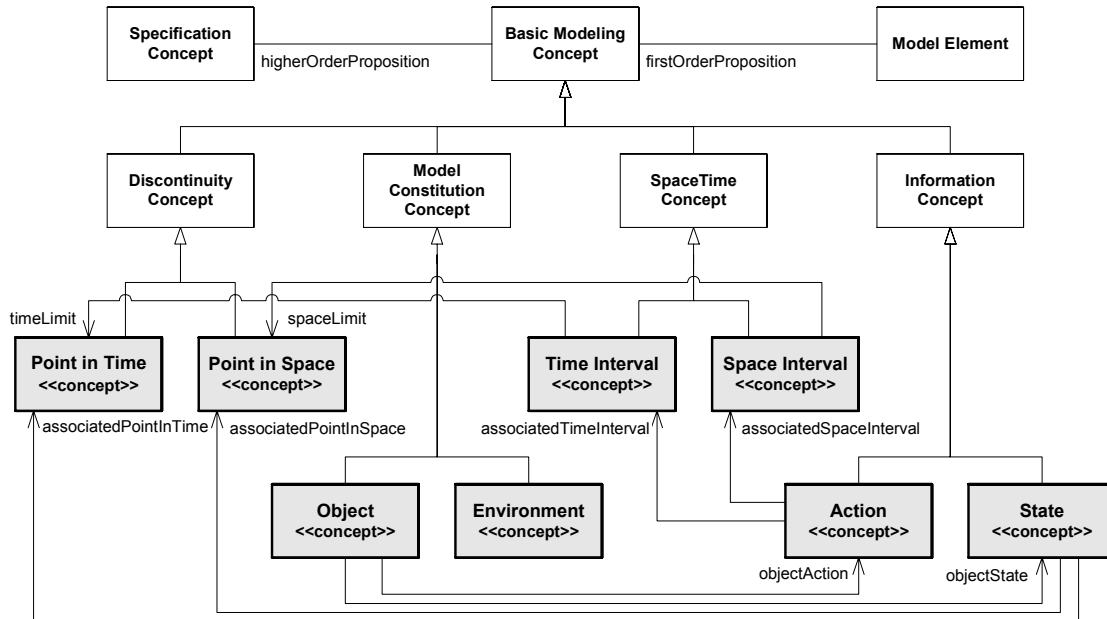 Specification
Concept
higherOrderProposition
Basic Modeling
Concept
firstOrderProposition
Model Element
Discontinuity
Concept
Model
Constitution
Concept
SpaceTime
Concept
Information
Concept
timeLimit
spaceLimit
Point in Time
<<concept>>
Point in Space
<<concept>>
Time Interval
<<concept>>
Space Interval
<<concept>>
associatedPointInTime
associatedPointInSpace
associatedTimeInterval
associatedSpaceInterval
Object
<<concept>>
Environment
<<concept>>
Action
<<concept>>
State
<<concept>>
objectAction
objectState